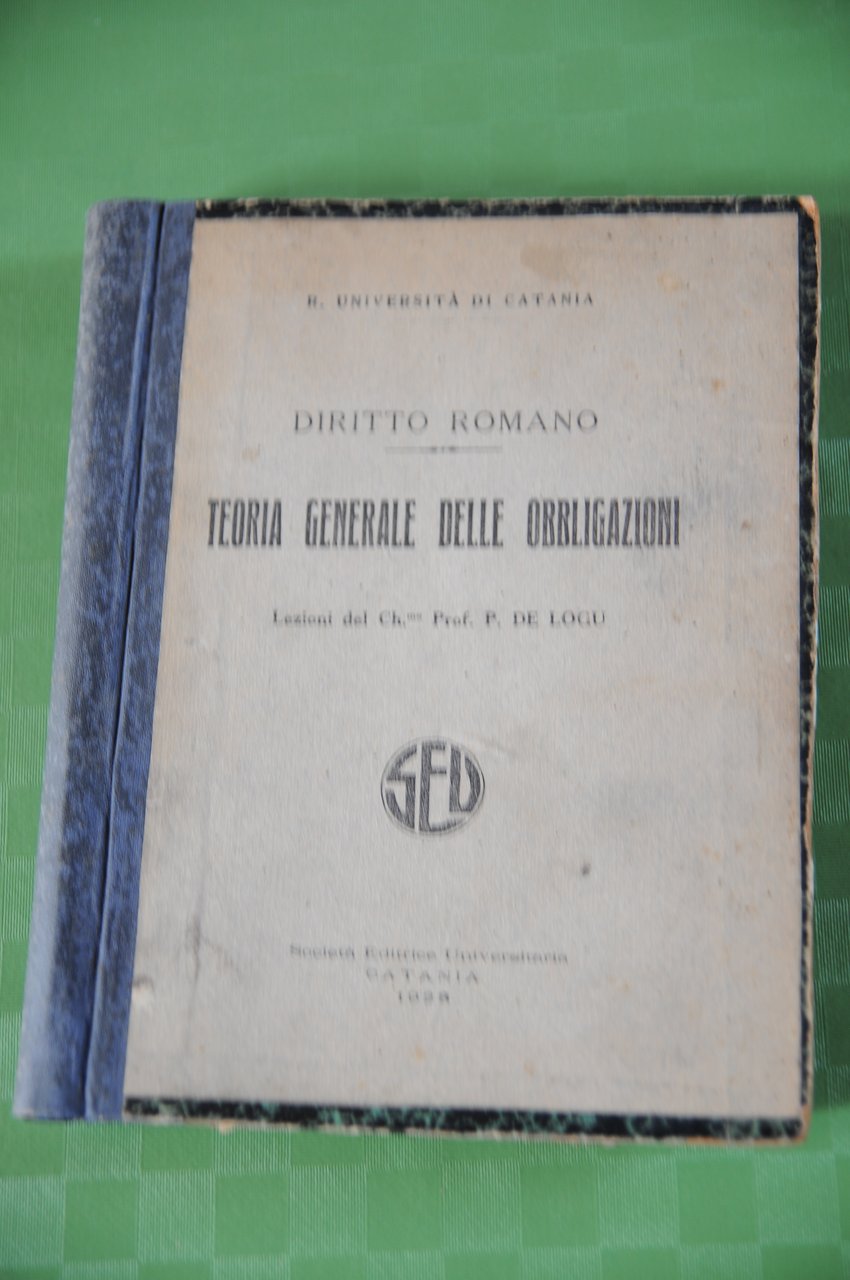 R. UNIVERSITÀ DI CATANIA
DIRITTO ROMANO
TEORIA GENERALE DELLE OBBLIGAZIONI
Lezioni del Ch.mo Prof. P. DE LOGU
SEU
Società Editrice Universitaria
CATANIA
1928